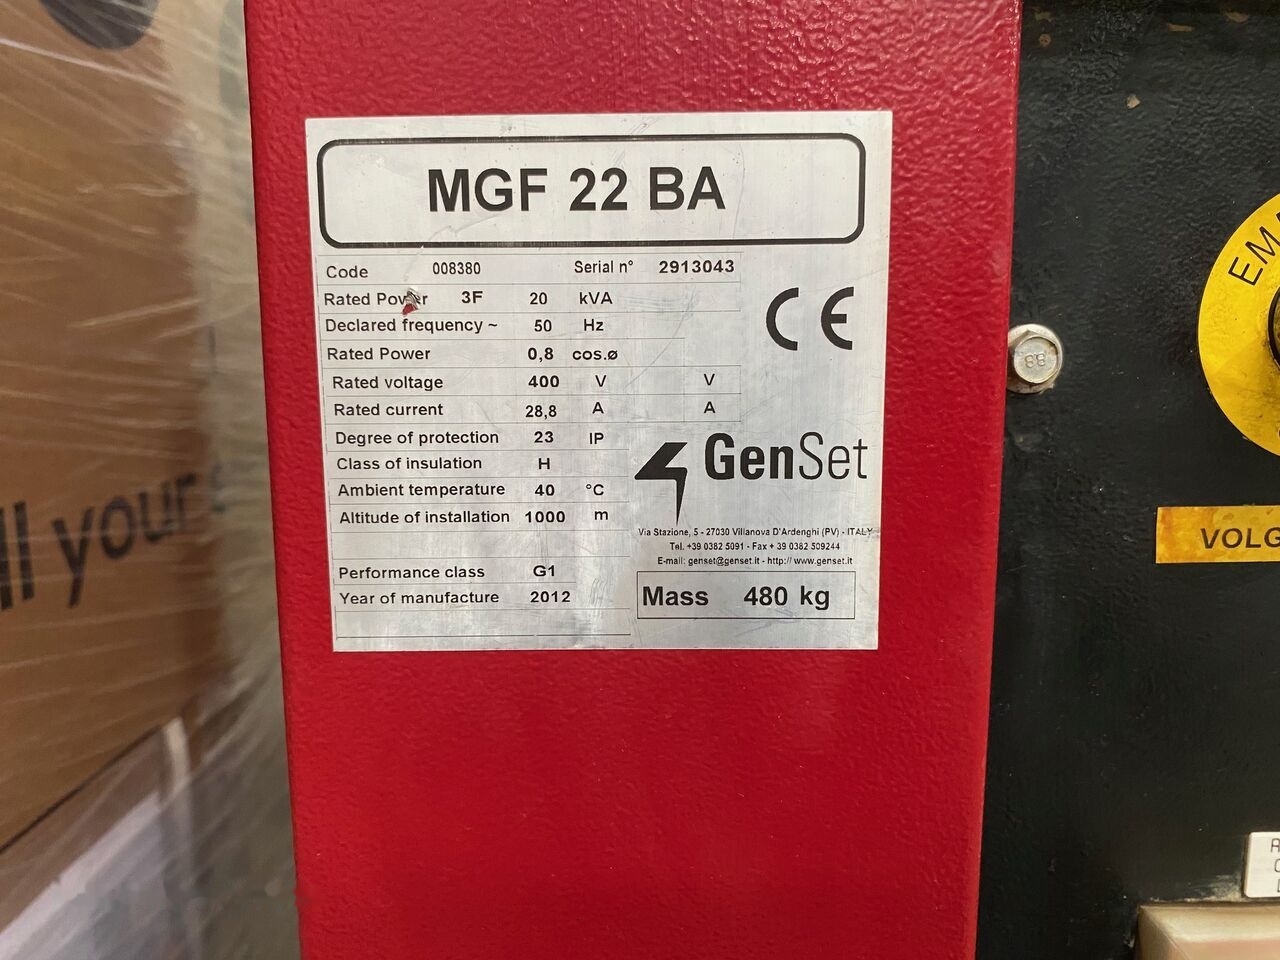 MGF 22 BA
Code 008380 Serial n° 2913043
Rated Power 3F 20 kVA
Declared frequency ~ 50 Hz
Rated Power 0,8 cos.ø
Rated voltage 400 V V
Rated current 28,8 A A
Degree of protection 23 IP
Class of insulation H
Ambient temperature 40 °C
Altitude of installation 1000 m
Performance class G1
Year of manufacture 2012
CE
GenSet
Via Stazione, 5 - 27030 Villanova D'Ardenghi (PV) - ITALY
Tel. +39 0382 5091 - Fax + 39 0382 509244
E-mail: genset@genset.it - http:// www.genset.it
Mass 480 kg
8.8
your